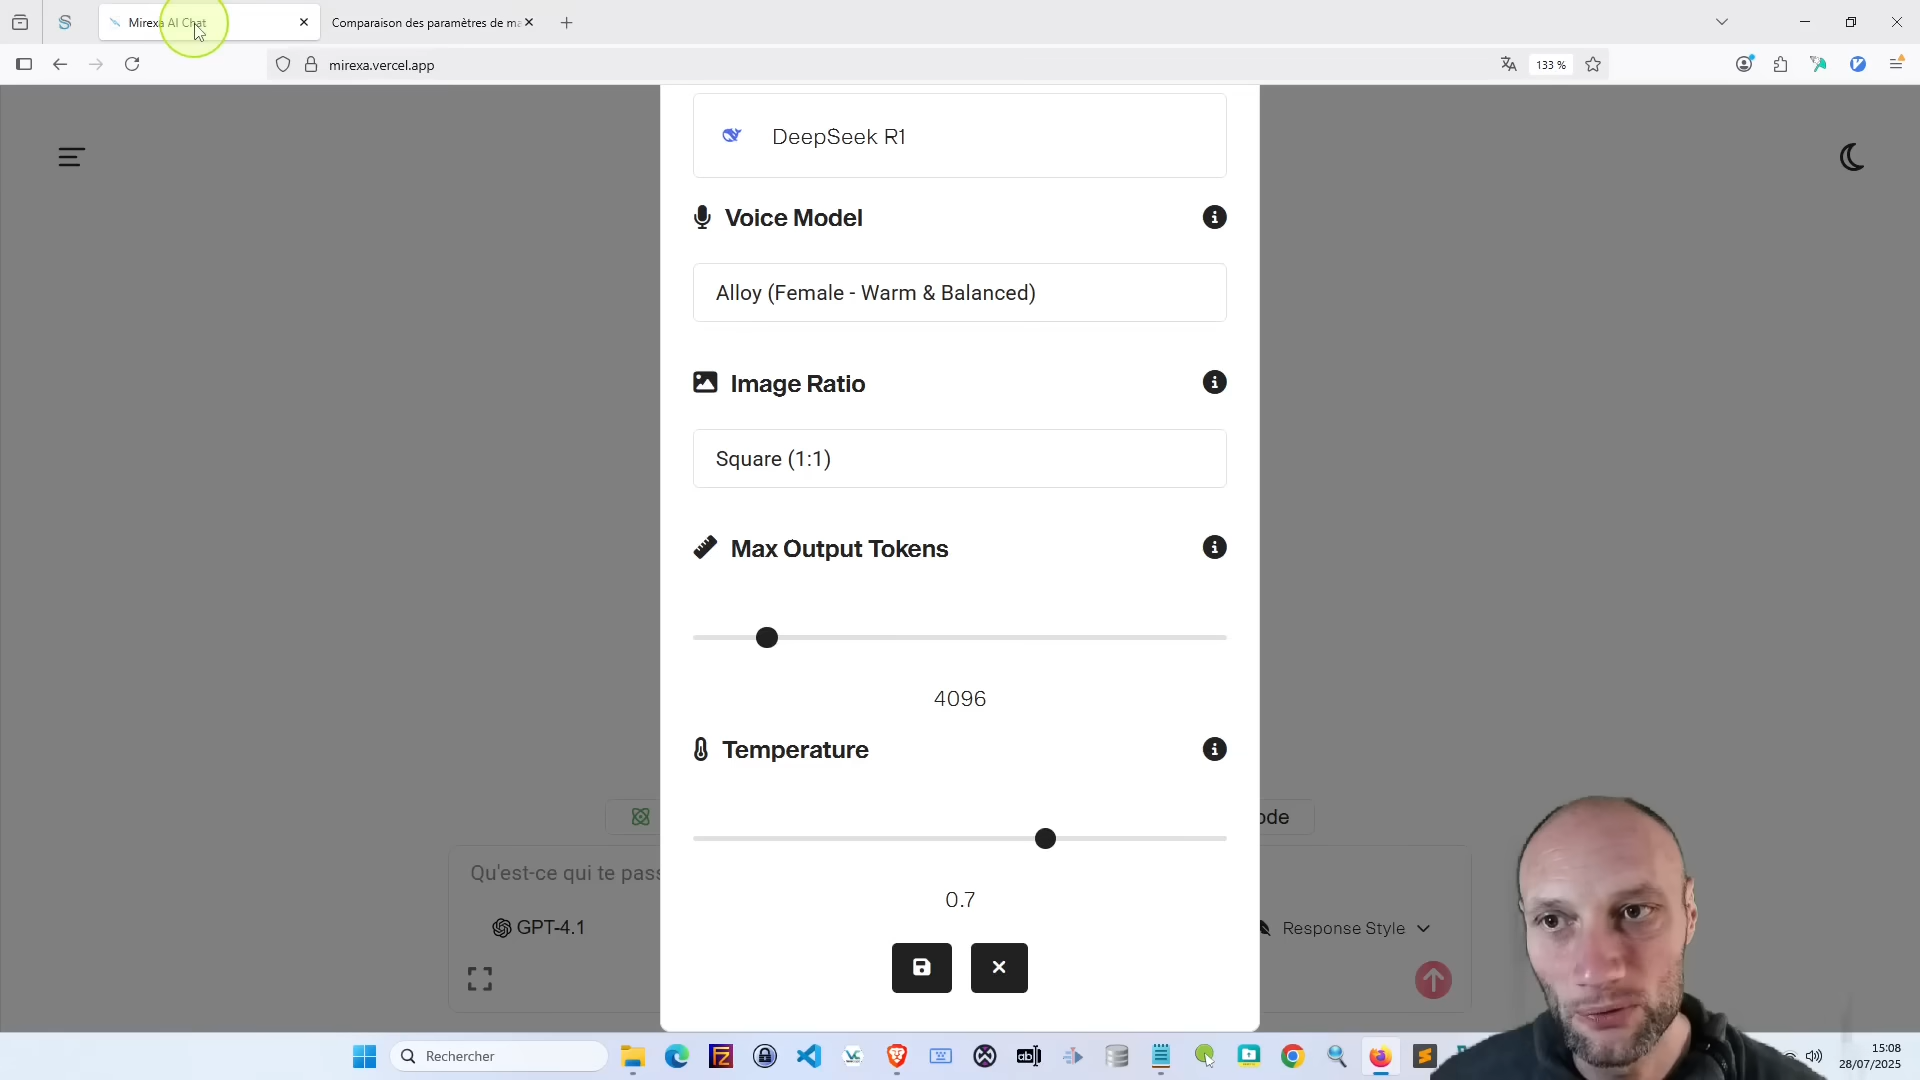 Mirexa AI Chat
Comparaison des paramètres de ma
mirexa.vercel.app
133 %
DeepSeek R1
Voice Model
Alloy (Female - Warm & Balanced)
Image Ratio
Square (1:1)
Max Output Tokens
4096
Temperature
ode
Qu'est-ce qui te pass
0.7
GPT-4.1
Response Style
Rechercher
15:08
28/07/2025